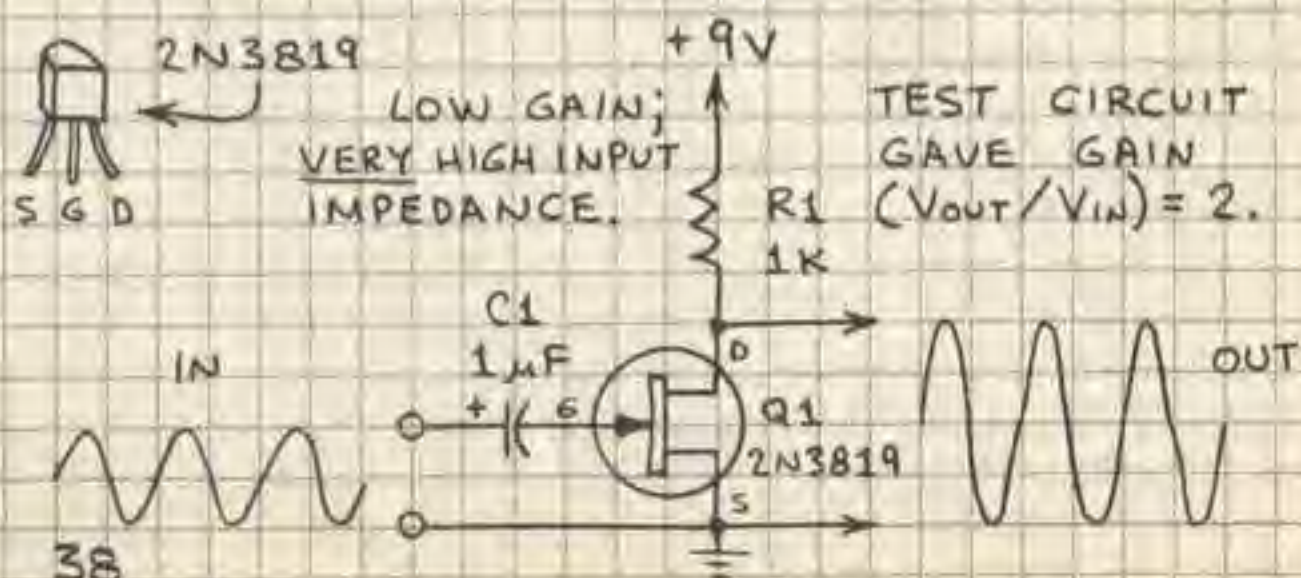 2N3819
S G D
LOW GAIN;
VERY HIGH INPUT
IMPEDANCE.
+9V
R1
1K
TEST CIRCUIT
GAVE GAIN
(VOUT/VIN) = 2.
IN
C1
1µF
+
G
D
Q1
2N3819
S
OUT
38